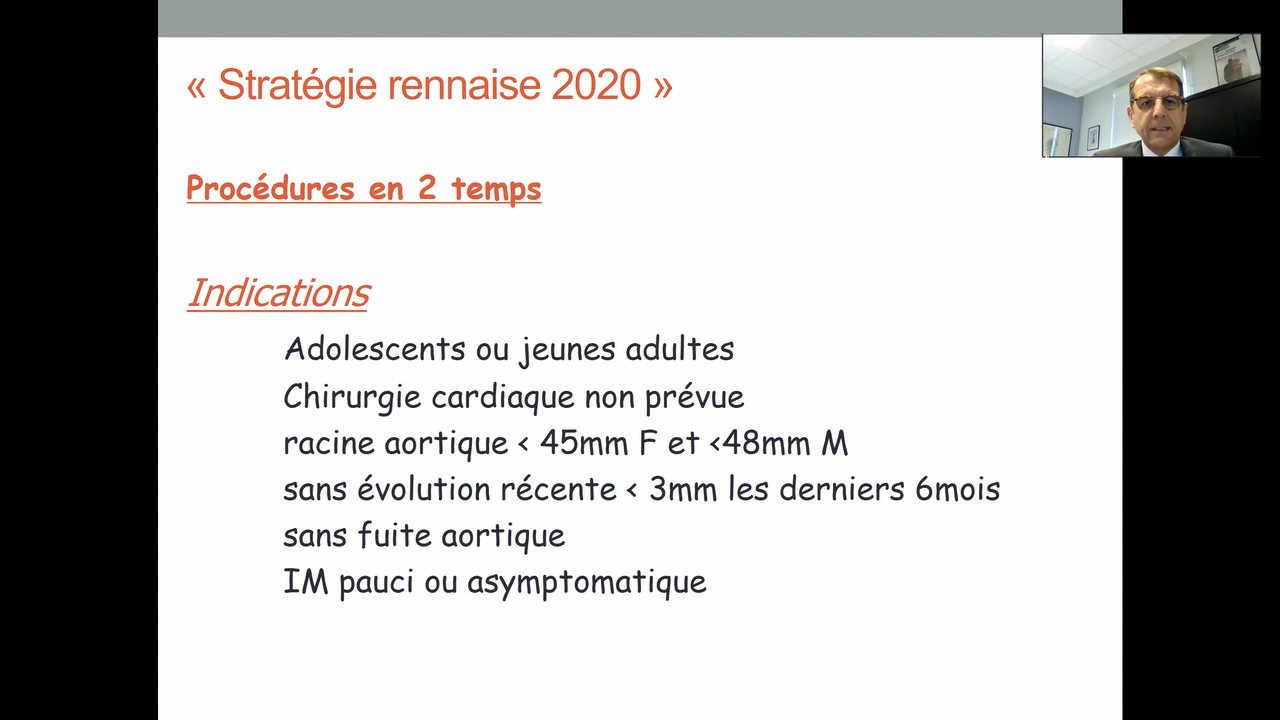 « Stratégie rennaise 2020 »
Procédures en 2 temps
Indications
Adolescents ou jeunes adultes
Chirurgie cardiaque non prévue
racine aortique < 45mm F et <48mm M
sans évolution récente < 3mm les derniers 6mois
sans fuite aortique
IM pauci ou asymptomatique